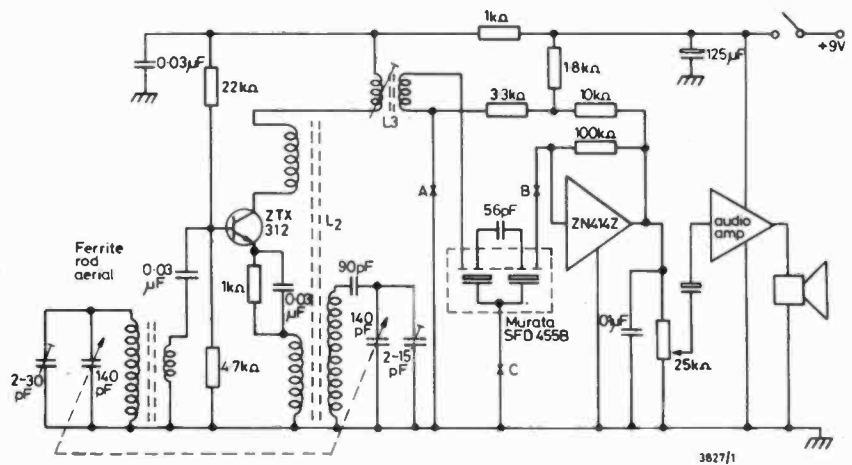 1kΩ
+9V
0·03μF
125μF
22kΩ
1·8kΩ
L3
3·3kΩ
10kΩ
100kΩ
A
B
ZTX
312
L2
56pF
ZN414Z
audio
amp
Ferrite
rod
aerial
0·03
μF
1kΩ
0·03
μF
90pF
140
pF
2-15
pF
Murata
SFD 455B
C
0·1μF
25kΩ
2-30
pF
140
pF
4·7kΩ
3827/1